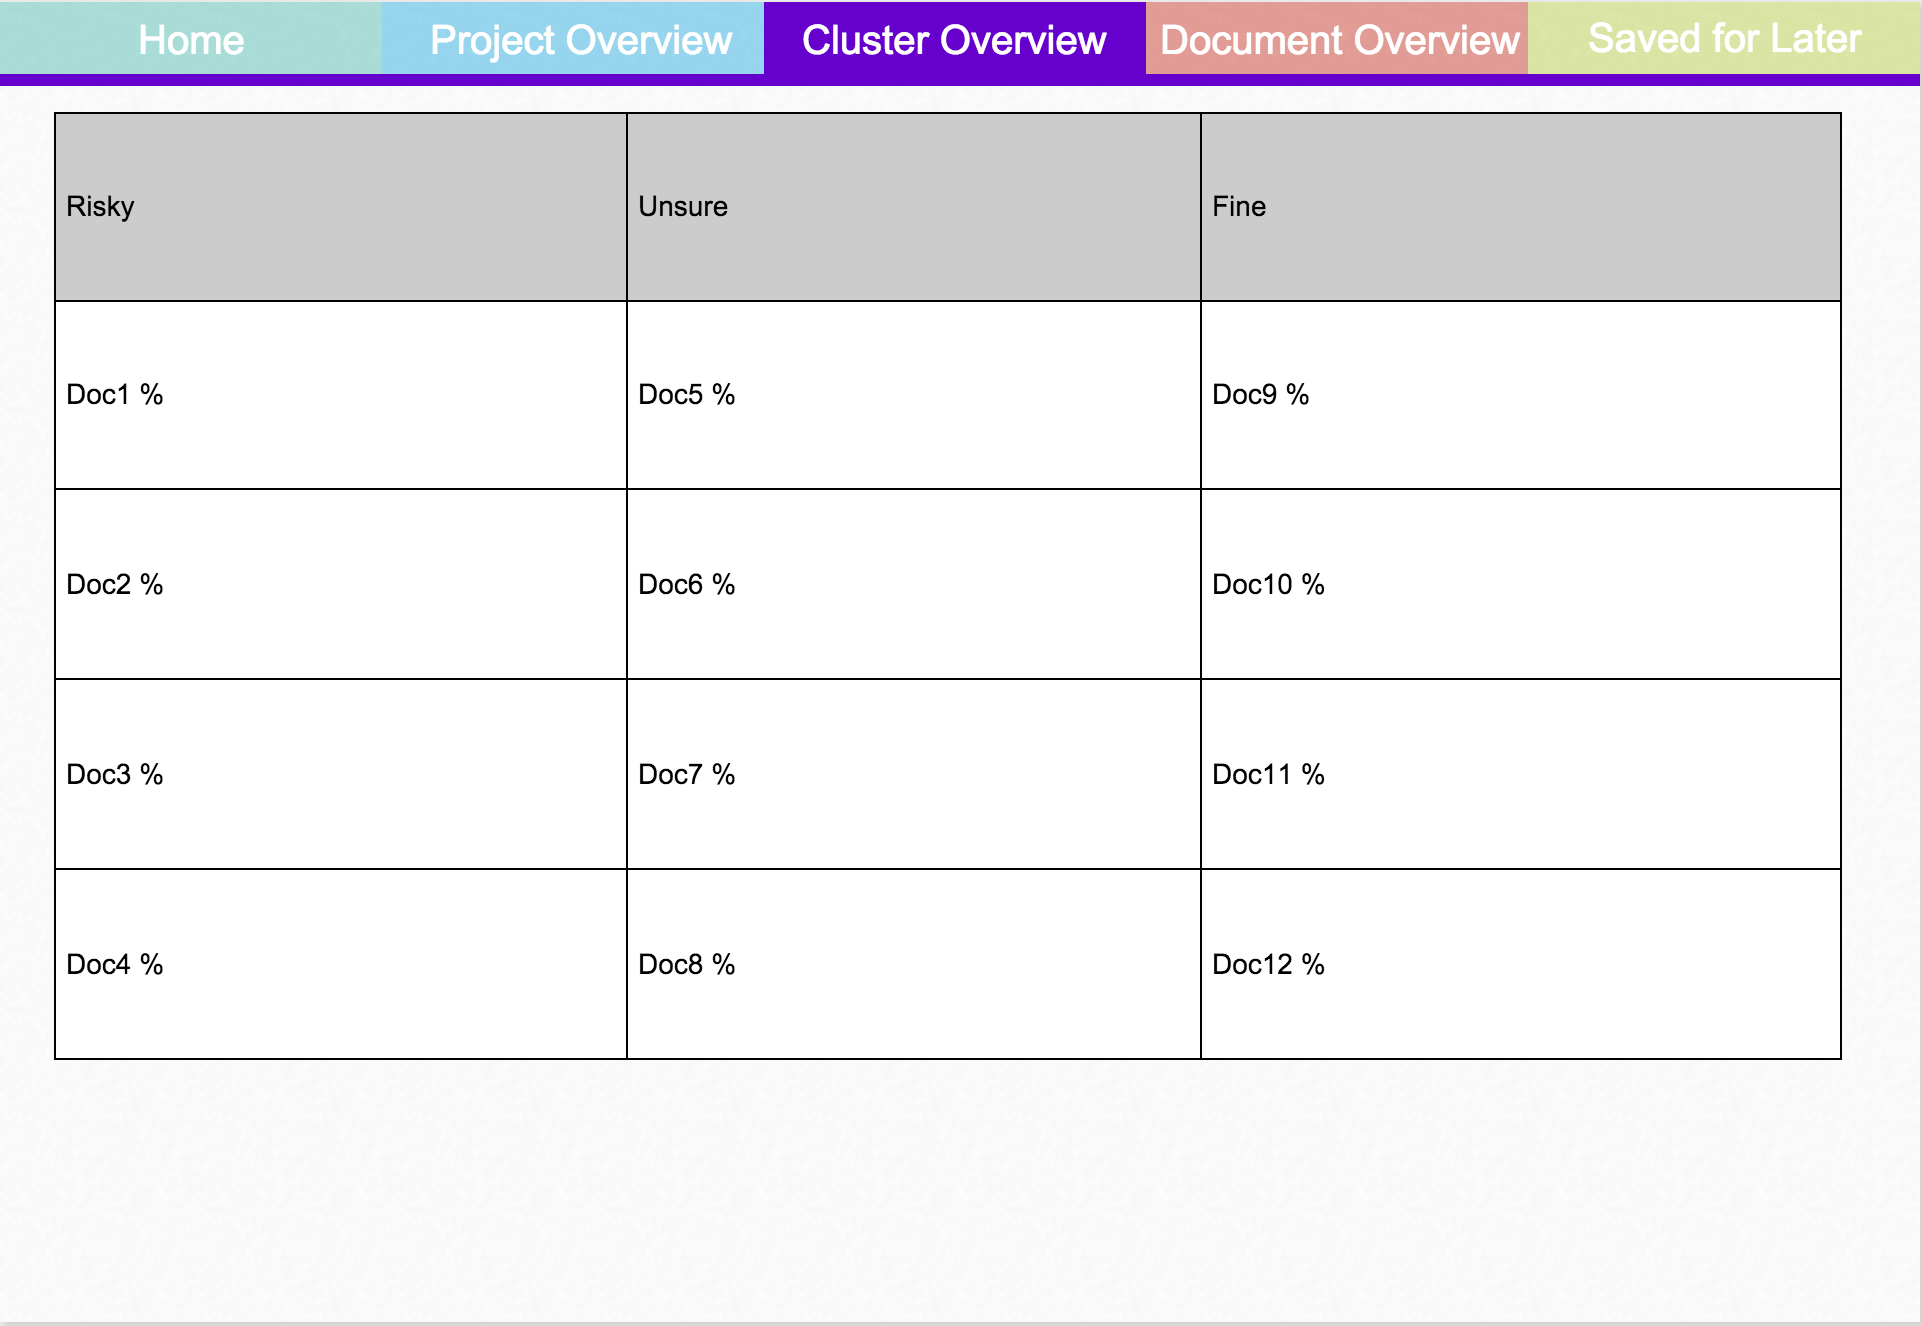 Home Project Overview Cluster Overview Document Overview Saved for Later
Risky Unsure Fine
Doc1 % Doc5 % Doc9 %
Doc2 % Doc6 % Doc10 %
Doc3 % Doc7 % Doc11 %
Doc4 % Doc8 % Doc12 %